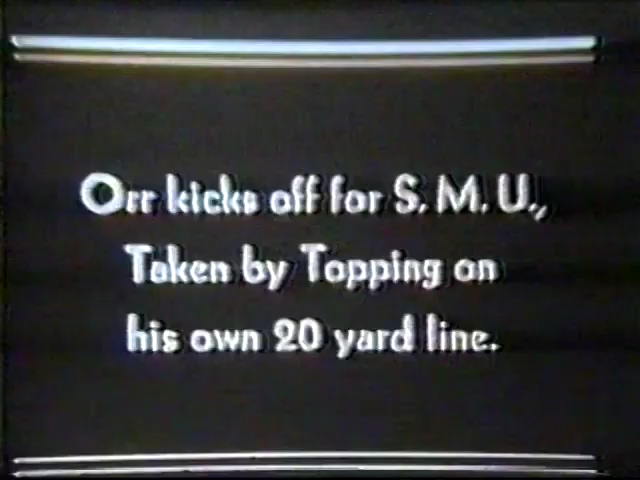 Orr kicks off for S. M. U.,
Taken by Topping on
his own 20 yard line.